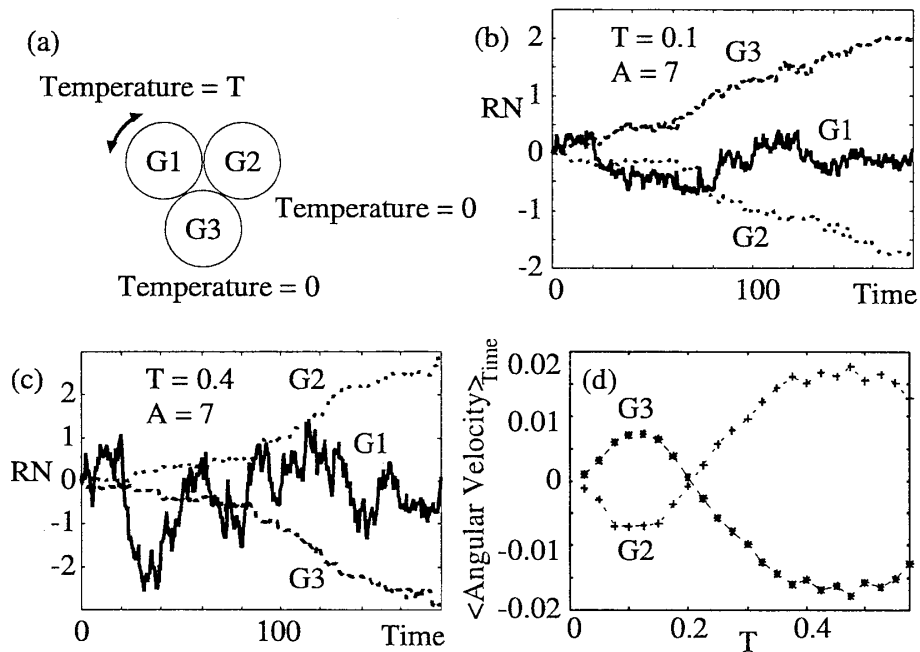 (a)
Temperature = T
G1
G2
G3
Temperature = 0
Temperature = 0
(b)
T = 0.1
A = 7
G3
G1
G2
RN
2
1
0
-1
-2
0
100
Time
(c)
T = 0.4
A = 7
G2
G1
G3
RN
2
1
0
-1
-2
0
100
Time
(d)
G3
G2
<Angular Velocity>Time
0.02
0.01
0
-0.01
-0.02
0
0.2
0.4
T